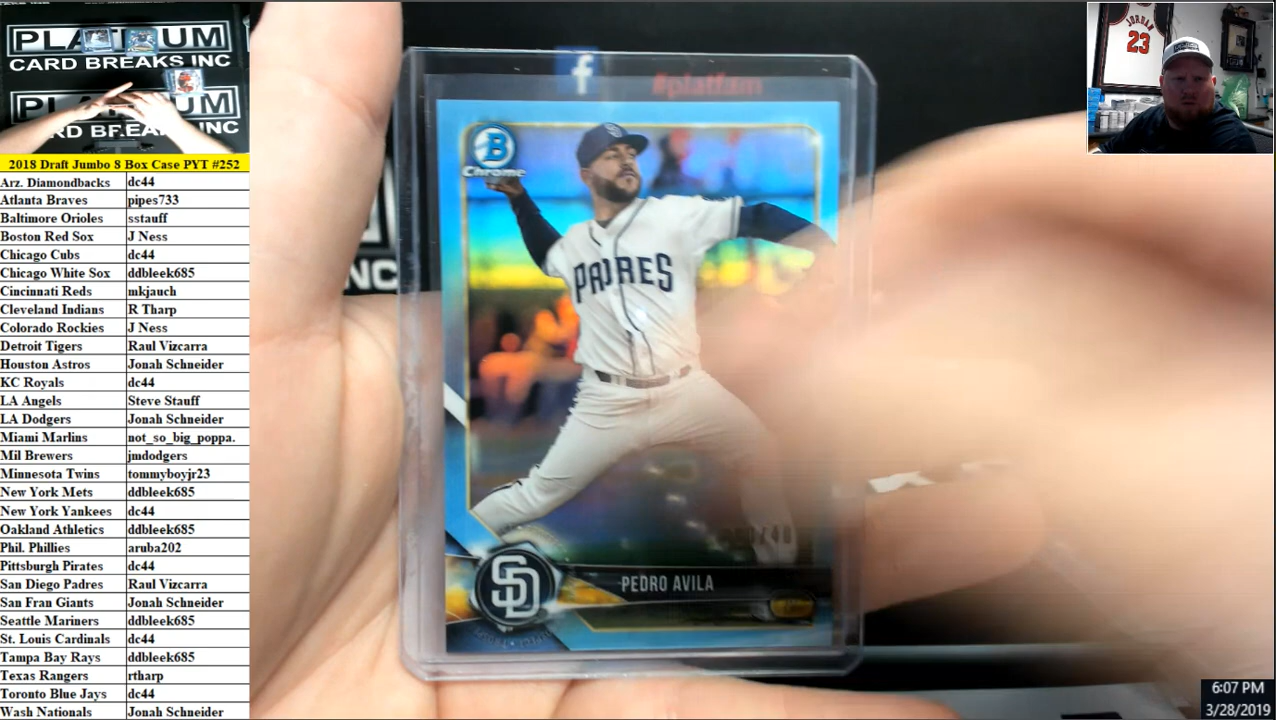 PLATINUM
CARD BREAKS INC
PLATINUM
CARD BREAKS INC
2018 Draft Jumbo 8 Box Case PYT #252
Arz. Diamondbacks dc44
Atlanta Braves pipes733
Baltimore Orioles sstauff
Boston Red Sox J Ness
Chicago Cubs dc44
Chicago White Sox ddbleek685
Cincinnati Reds mkjauch
Cleveland Indians R Tharp
Colorado Rockies J Ness
Detroit Tigers Raul Vizcarra
Houston Astros Jonah Schneider
KC Royals dc44
LA Angels Steve Stauff
LA Dodgers Jonah Schneider
Miami Marlins not_so_big_poppa.
Mil Brewers jmdodgers
Minnesota Twins tommyboyjr23
New York Mets ddbleek685
New York Yankees dc44
Oakland Athletics ddbleek685
Phil. Phillies aruba202
Pittsburgh Pirates dc44
San Diego Padres Raul Vizcarra
San Fran Giants Jonah Schneider
Seattle Mariners ddbleek685
St. Louis Cardinals dc44
Tampa Bay Rays ddbleek685
Texas Rangers rtharp
Toronto Blue Jays dc44
Wash Nationals Jonah Schneider
f #platfam
NC
B
Chrome
PADRES
SD
PEDRO AVILA
JORDAN
23
6:07 PM
3/28/2019